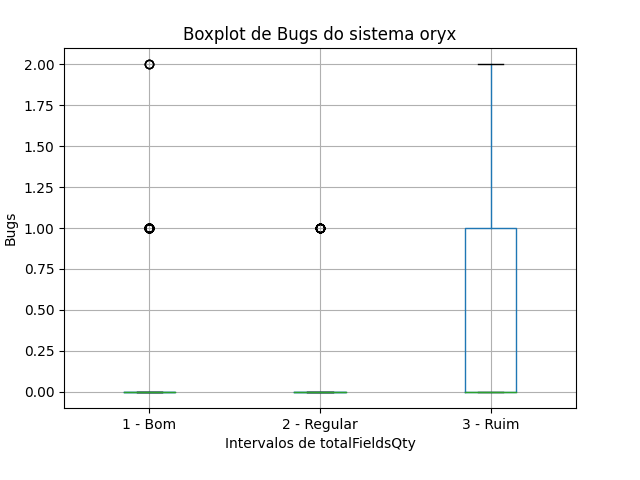 Boxplot de Bugs do sistema oryx
Bugs
2.00
1.75
1.50
1.25
1.00
0.75
0.50
0.25
0.00
1 - Bom
2 - Regular
3 - Ruim
Intervalos de totalFieldsQty